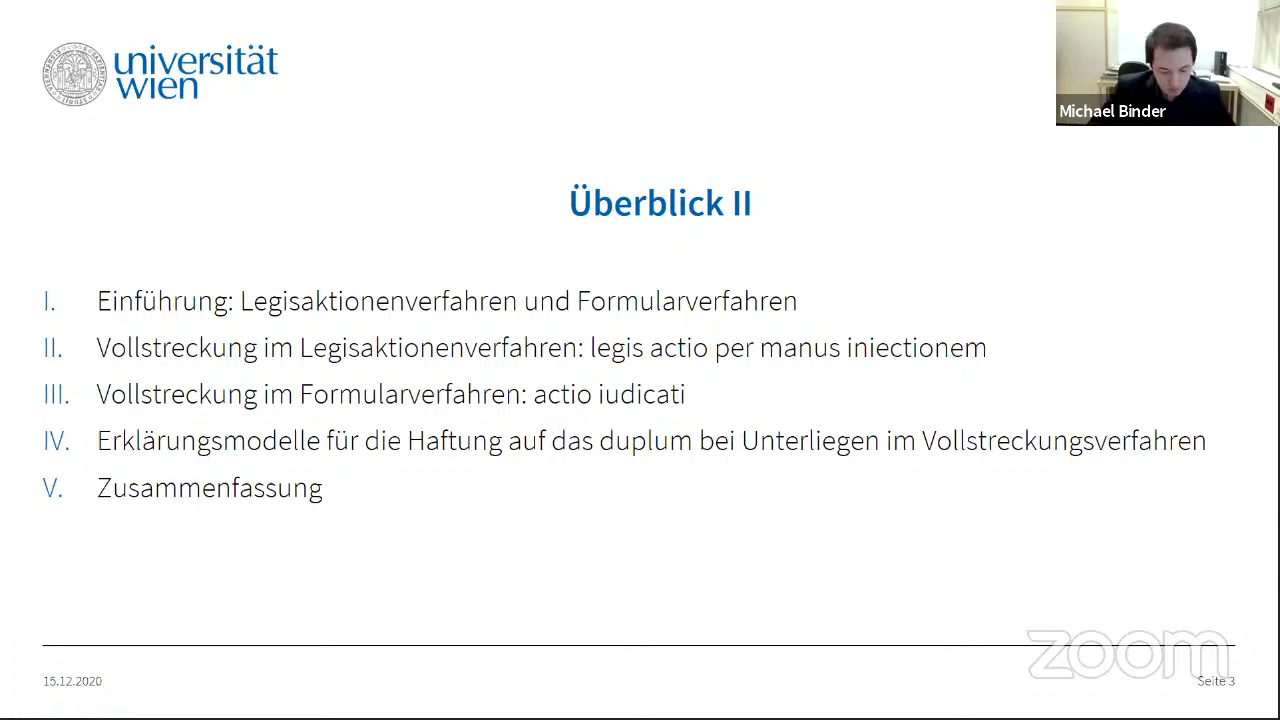 universität
wien
Michael Binder
Überblick II
I. Einführung: Legisaktionenverfahren und Formularverfahren
II. Vollstreckung im Legisaktionenverfahren: legis actio per manus iniectionem
III. Vollstreckung im Formularverfahren: actio iudicati
IV. Erklärungsmodelle für die Haftung auf das duplum bei Unterliegen im Vollstreckungsverfahren
V. Zusammenfassung
zoom
15.12.2020
Seite 3